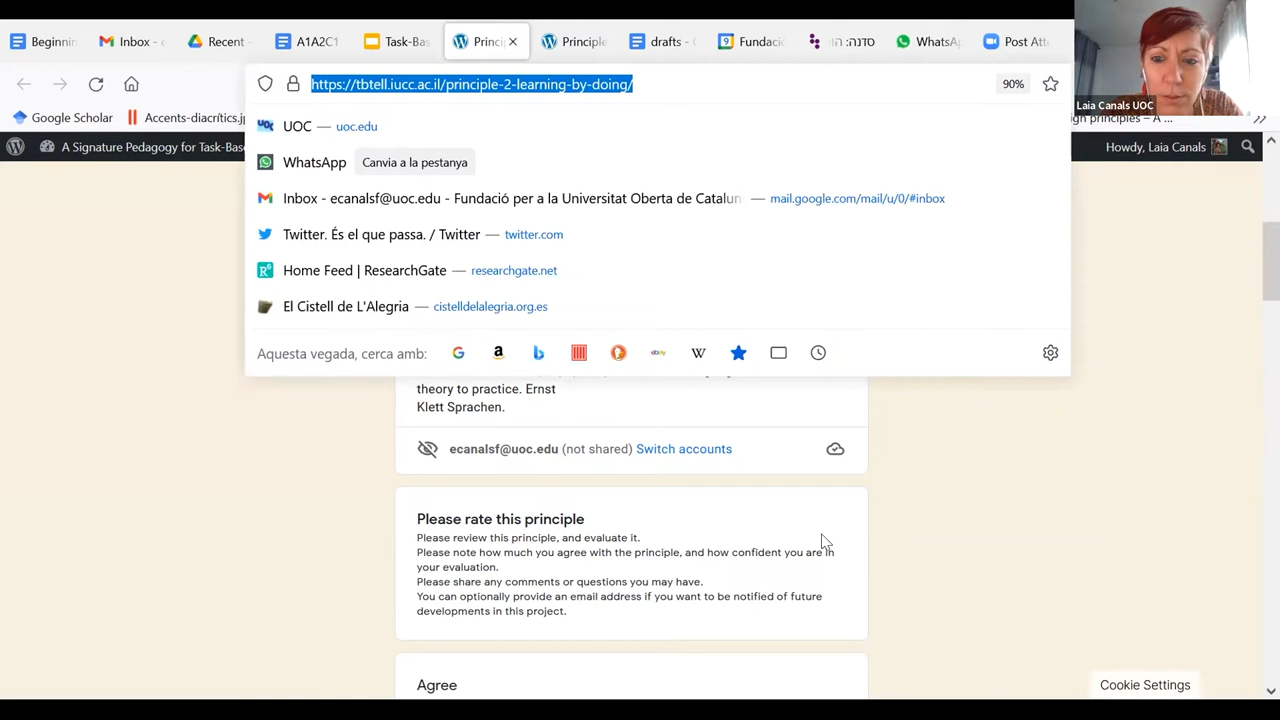 Beginnin
Inbox - e
Recent -
A1A2C1
Task-Bas
Princi
Principle
drafts - G
Fundació
סדנה: הוז
WhatsAp
Post Atte
https://tbtell.iucc.ac.il/principle-2-learning-by-doing/
90%
Laia Canals UOC
Google Scholar
Accents-diacrítics.jp
ign principles – A ...
UOC — uoc.edu
A Signature Pedagogy for Task-Base
Howdy, Laia Canals
WhatsApp Canvia a la pestanya
Inbox - ecanalsf@uoc.edu - Fundació per a la Universitat Oberta de Catalun — mail.google.com/mail/u/0/#inbox
Twitter. És el que passa. / Twitter — twitter.com
Home Feed | ResearchGate — researchgate.net
El Cistell de L'Alegria — cistelldelalegria.org.es
Aquesta vegada, cerca amb:
theory to practice. Ernst
Klett Sprachen.
ecanalsf@uoc.edu (not shared) Switch accounts
Please rate this principle
Please review this principle, and evaluate it.
Please note how much you agree with the principle, and how confident you are in
your evaluation.
Please share any comments or questions you may have.
You can optionally provide an email address if you want to be notified of future
developments in this project.
Agree
Cookie Settings